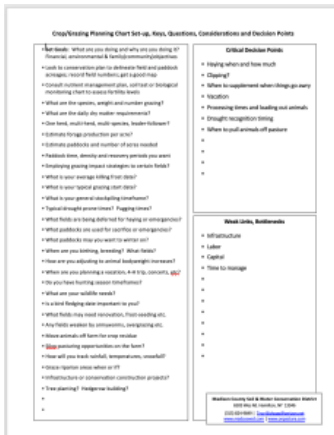 Crop/Grazing Planning Chart Set-up, Keys, Questions, Considerations and Decision Points
Set Goals: What are you doing and why are you doing it?
Financial, environmental & family/community/objectives
Look to conservation plan to delineate field and paddock
acreages; record field numbers; get a good map
Consult nutrient management plan, soil test or biological
monitoring chart to assess fertility levels
What are the species, weight and number grazing?
What are the daily dry matter requirements?
One herd, multi-herd, multi-species, leader-follower?
Estimate forage production per acre?
Estimate paddocks and number of acres needed
Paddock time, density and recovery periods you want
Employing grazing impact strategies to certain fields?
What is your average killing frost date?
What is your typical grazing start date?
What is your general stockpiling timeframe?
Typical drought prone times? Pugging times?
What fields are being deferred for haying or emergencies?
What paddocks are used for sacrifice or emergencies?
What paddocks may you want to winter on?
When are you birthing, breeding? What fields?
How are you adjusting to animal bodyweight increases?
When are you planning a vacation, 4-H trip, concerts, etc?
Do you have hunting season timeframes?
What are your wildlife needs?
Is a bird fledging date important to you?
What fields may need renovation, frost seeding etc.
Any fields weaken by armyworms, overgrazing etc.
Move animals off farm for crop residue
pasturing opportunities on the farm?
How will you track rainfall, temperatures, snowfall?
Graze riparian areas when or if?
Infrastructure or conservation construction projects?
Tree planting? Hedgerow building?
Critical Decision Points
Haying when and how much
Clipping?
When to supplement when things go awry
Vacation
Processing times and loading out animals
Drought recognition timing
When to pull animals off pasture
Weak Links, Bottlenecks
Infrastructure
Labor
Capital
Time to manage
Madison County Soil & Water Conservation District
Hamilton, NY 13346